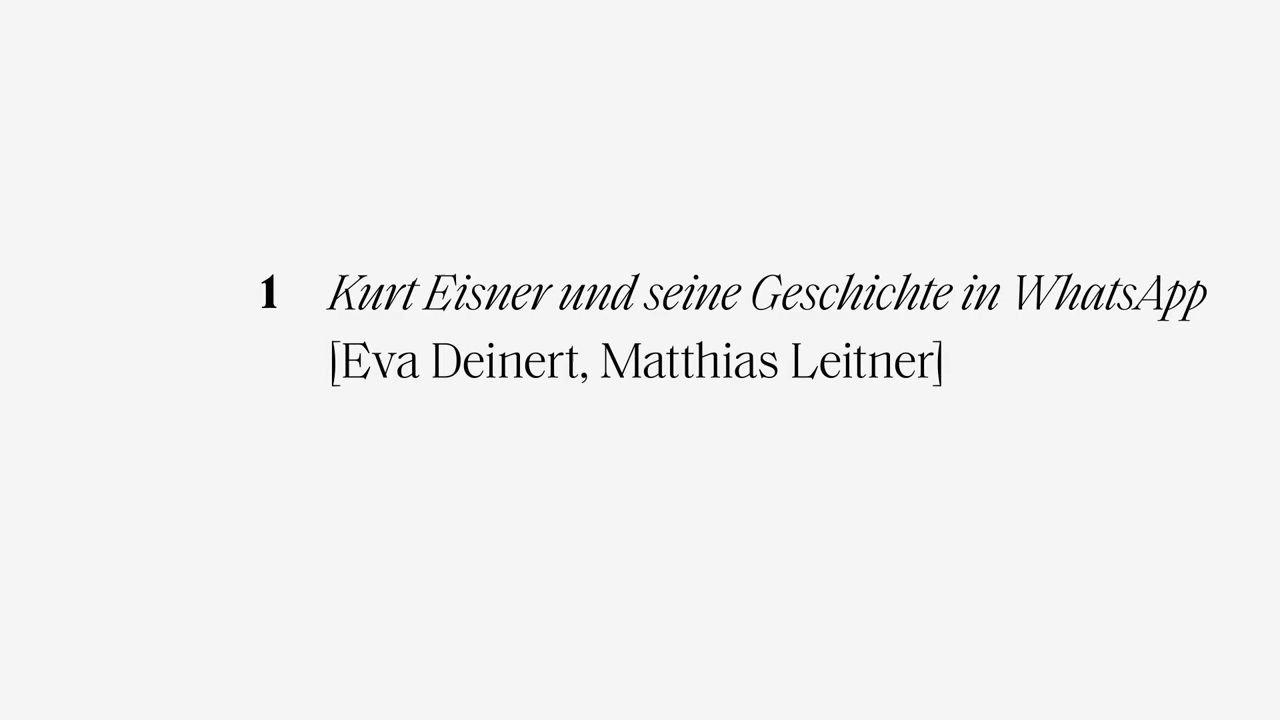 1 Kurt Eisner und seine Geschichte in WhatsApp
[Eva Deinert, Matthias Leitner]